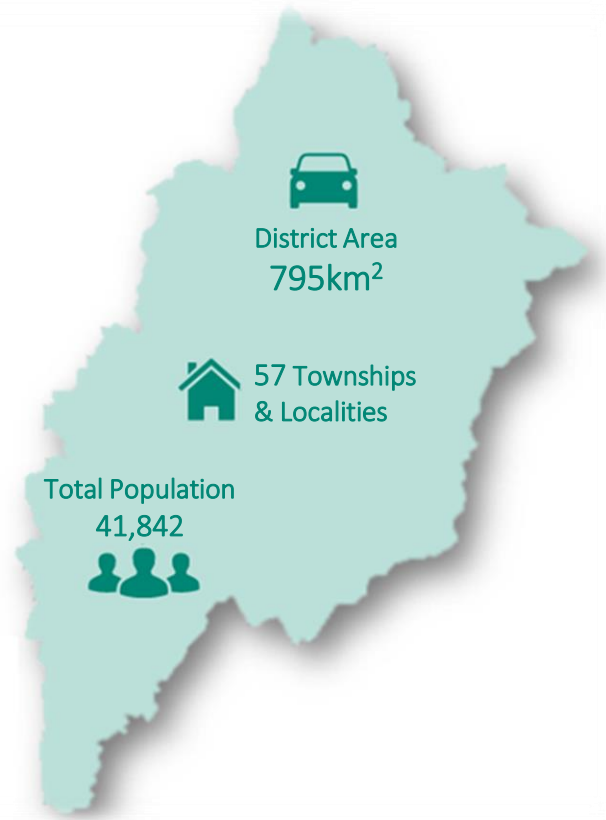 District Area
795km²
57 Townships
& Localities
Total Population
41,842